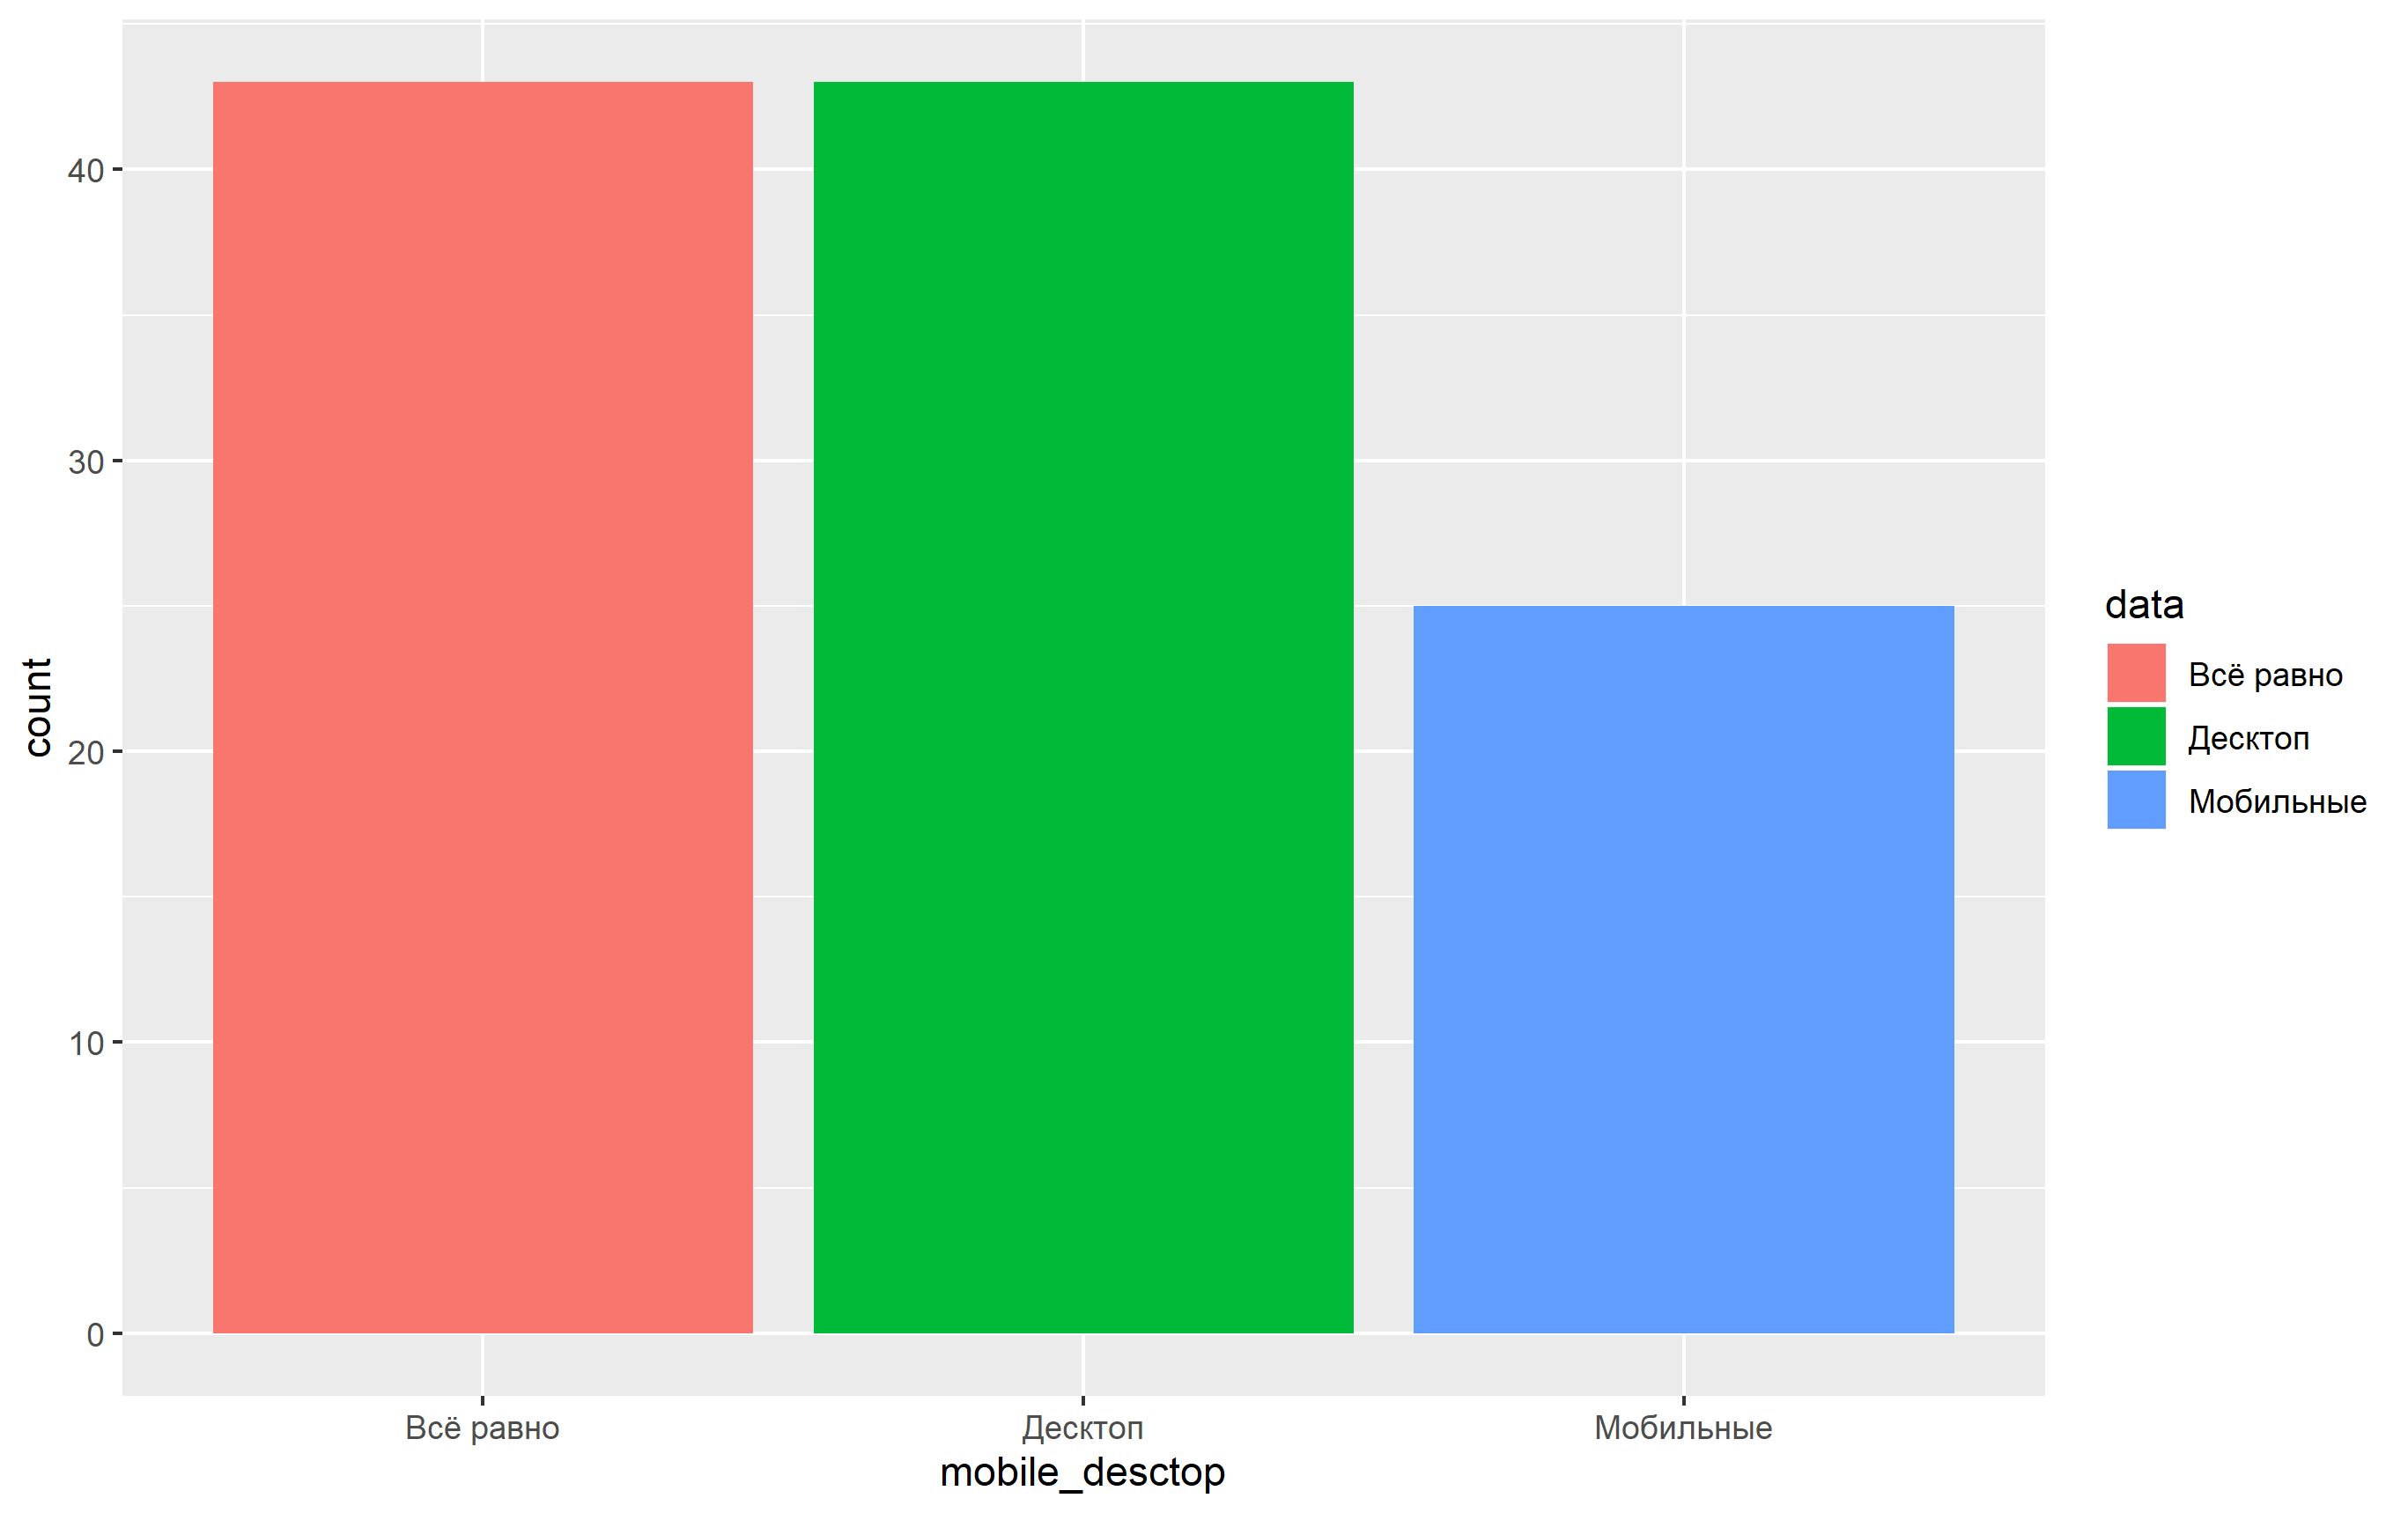 count
40
30
20
10
0
Всё равно
Десктоп
Мобильные
mobile_desctop
data
Всё равно
Десктоп
Мобильные